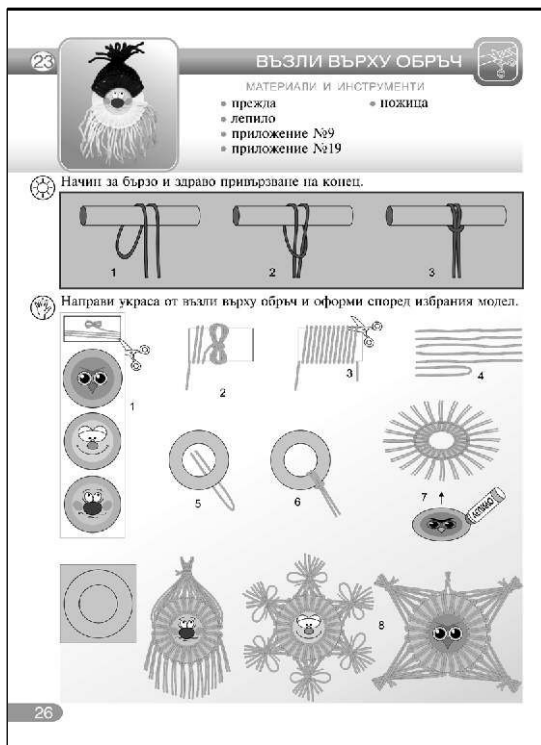 23
ВЪЗЛИ ВЪРХУ ОБРЪЧ
МАТЕРИАЛИ И ИНСТРУМЕНТИ
• прежда
• ножица
• лепило
• приложение №9
• приложение №19
Начин за бързо и здраво привързване на конец.
1
2
3
Направи украса от възли върху обръч и оформи според избрания модел.
1
2
3
4
5
6
7
ЛЕПИЛО
8
26